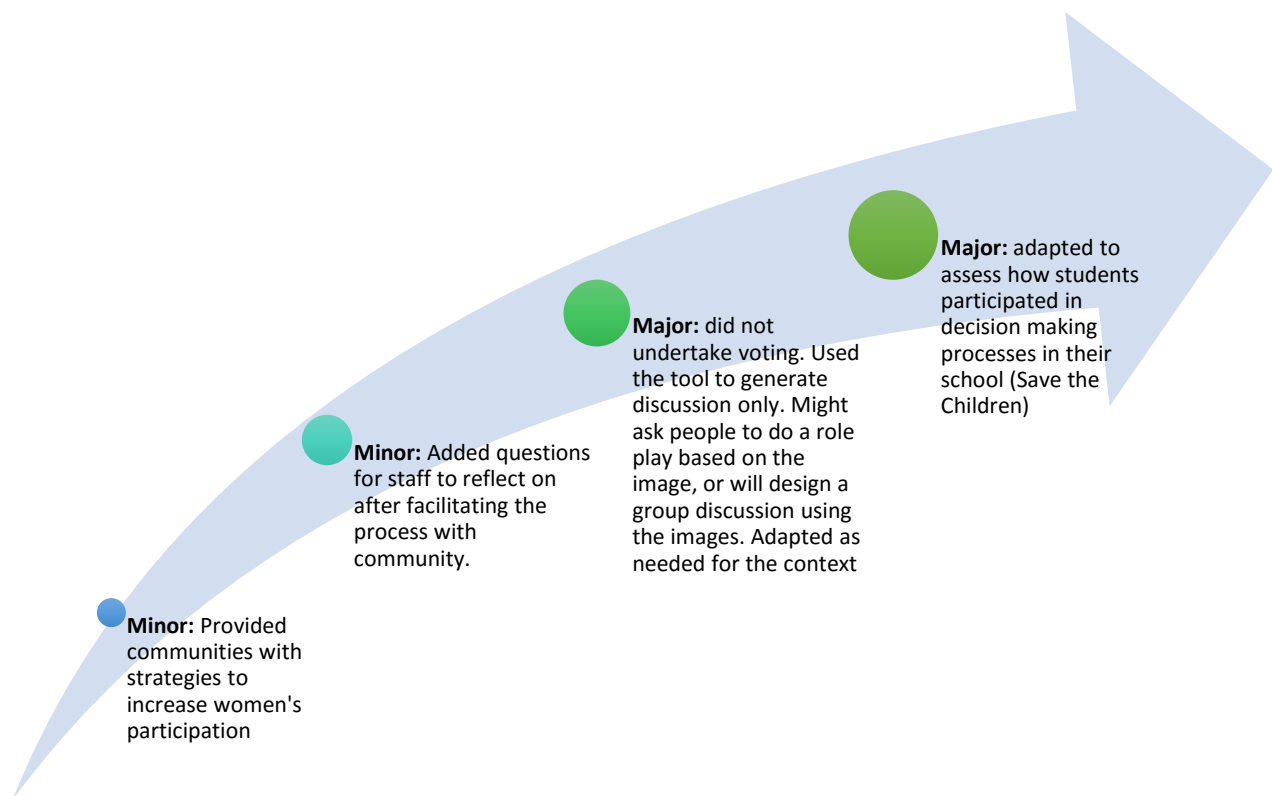 Minor: Provided
communities with
strategies to
increase women's
participation
Minor: Added questions
for staff to reflect on
after facilitating the
process with
community.
Major: did not
undertake voting. Used
the tool to generate
discussion only. Might
ask people to do a role
play based on the
image, or will design a
group discussion using
the images. Adapted as
needed for the context
Major: adapted to
assess how students
participated in
decision making
processes in their
school (Save the
Children)